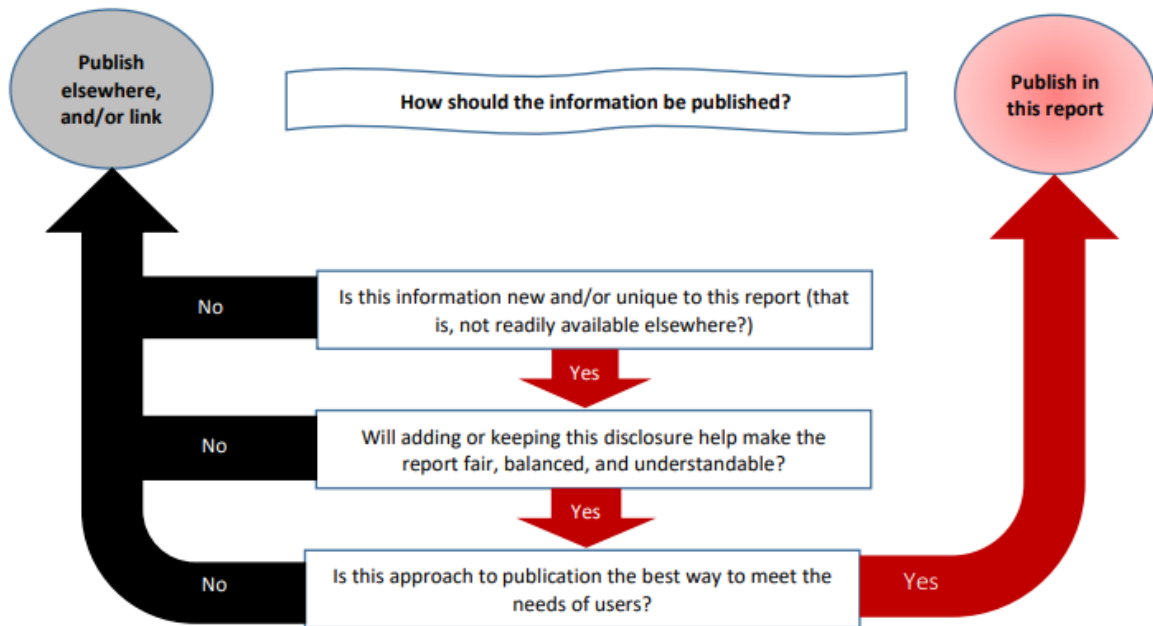 Publish
elsewhere,
and/or link
How should the information be published?
Publish in
this report
No
Is this information new and/or unique to this report (that
is, not readily available elsewhere?)
Yes
No
Will adding or keeping this disclosure help make the
report fair, balanced, and understandable?
Yes
No
Is this approach to publication the best way to meet the
needs of users?
Yes